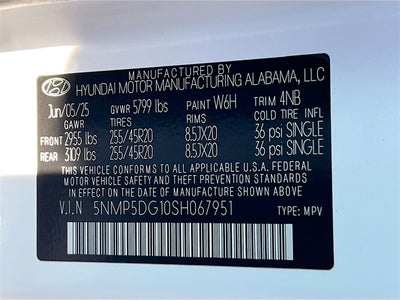 MANUFACTURED BY
HYUNDAI MOTOR MANUFACTURING ALABAMA, LLC
Jun/05/25 GVWR 5799 lbs PAINT W6H TRIM 4NB
GAWR TIRES RIMS COLD TIRE INFL
FRONT 2955 lbs 255/45R20 8.5JX20 36 psi SINGLE
REAR 3109 lbs 255/45R20 8.5JX20 36 psi SINGLE
THIS VEHICLE CONFORMS TO ALL APPLICABLE U.S.A. FEDERAL
MOTOR VEHICLE SAFETY, BUMPER, AND THEFT PREVENTION STANDARDS
IN EFFECT ON THE DATE OF MANUFACTURE SHOWN ABOVE.
V.I.N 5NMP5DG10SH067951 TYPE: MPV